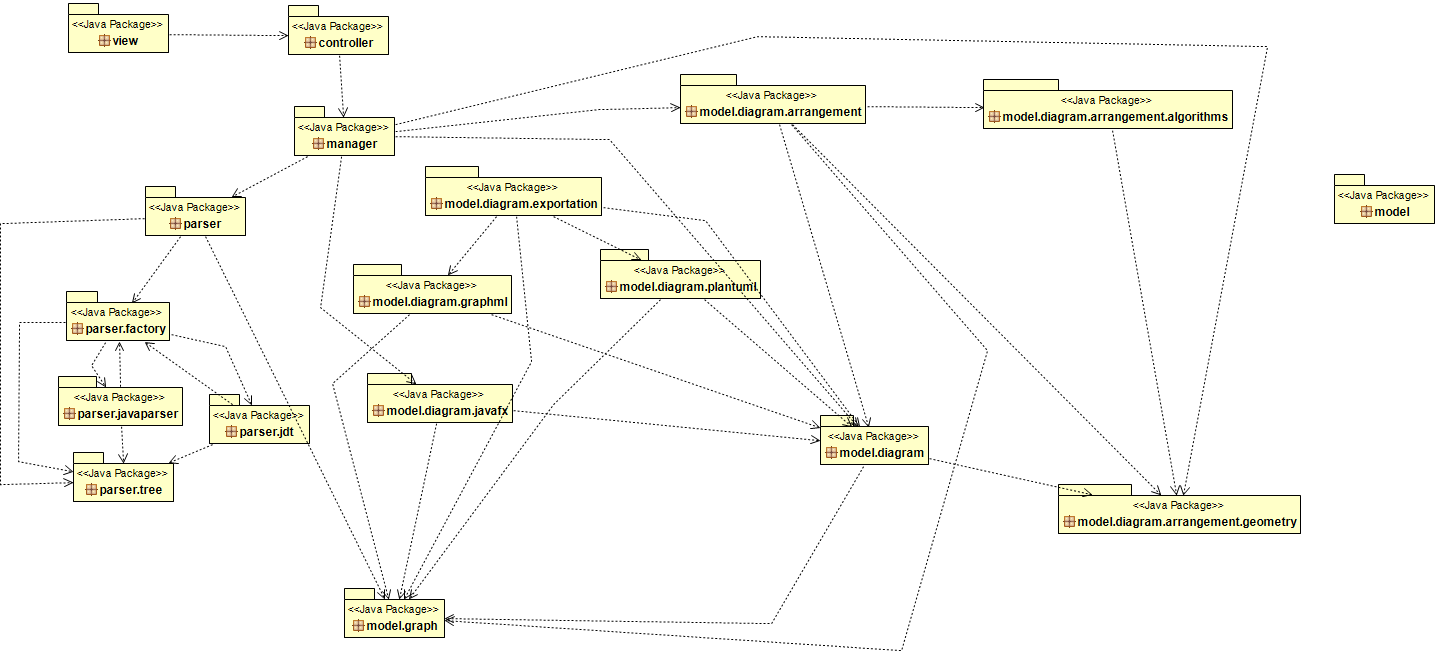 <<Java Package>>
view
<<Java Package>>
controller
<<Java Package>>
model.diagram.arrangement
<<Java Package>>
model.diagram.arrangement.algorithms
<<Java Package>>
manager
<<Java Package>>
model.diagram.exportation
<<Java Package>>
model
<<Java Package>>
parser
<<Java Package>>
model.diagram.graphml
<<Java Package>>
model.diagram.plantuml
<<Java Package>>
parser.factory
<<Java Package>>
parser.javaparser
<<Java Package>>
model.diagram.javafx
<<Java Package>>
parser.jdt
<<Java Package>>
model.diagram
<<Java Package>>
parser.tree
<<Java Package>>
model.diagram.arrangement.geometry
<<Java Package>>
model.graph